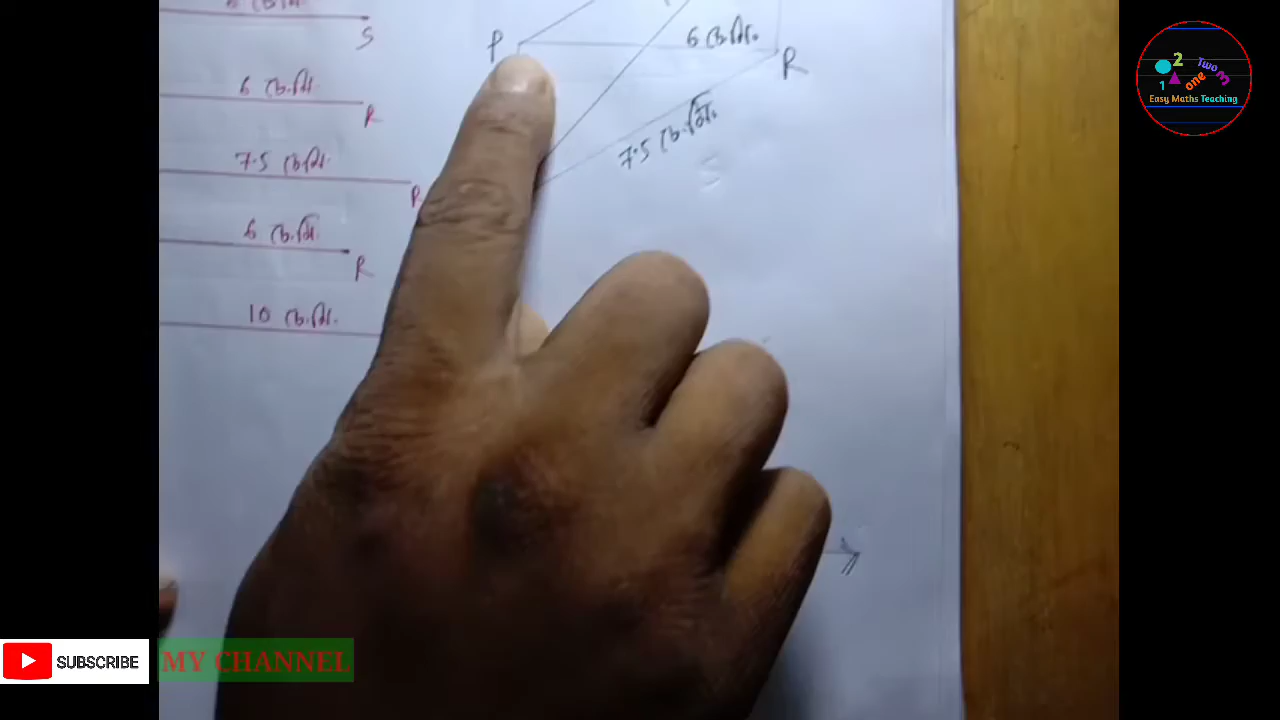 S
6 চে.মি.
R
7.5 চে.মি.
6 চে.মি.
R
10 চে.মি.
P
6 চে.মি.
R
7.5 চে.মি.
1 2 one Two 3
Easy Maths Teaching
SUBSCRIBE
MY CHANNEL